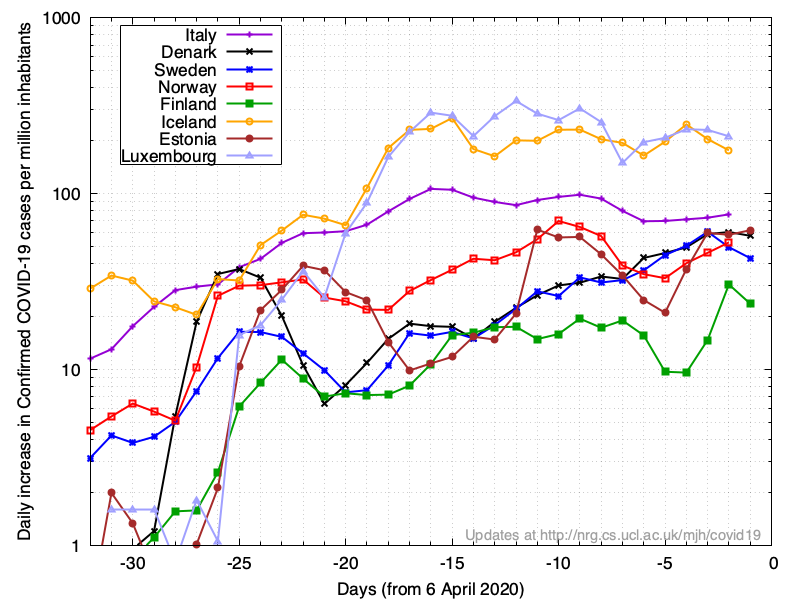 Daily increase in Confirmed COVID-19 cases per million inhabitants
1000
100
10
1
Italy
Denark
Sweden
Norway
Finland
Iceland
Estonia
Luxembourg
Updates at http://nrg.cs.ucl.ac.uk/mjh/covid19
-30 -25 -20 -15 -10 -5 0
Days (from 6 April 2020)